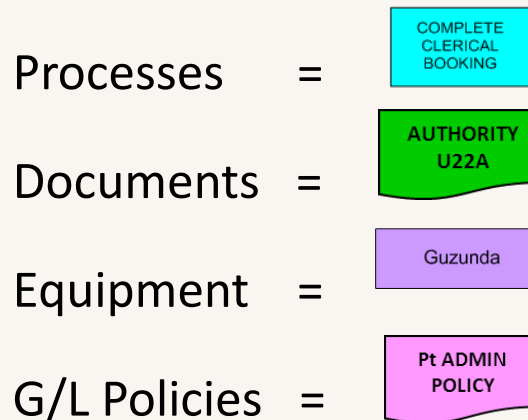 Processes = COMPLETE
CLERICAL
BOOKING
Documents = AUTHORITY
U22A
Equipment = Guzunda
G/L Policies = Pt ADMIN
POLICY